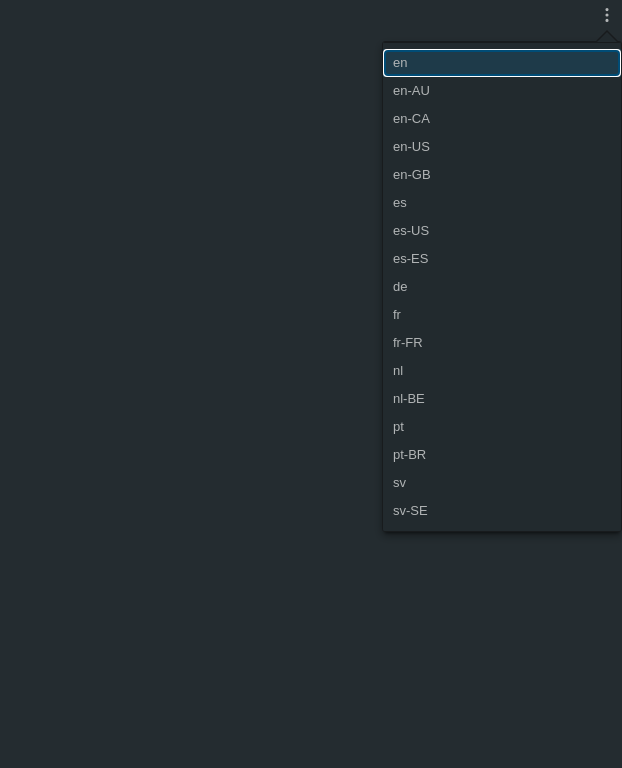 en
en-AU
en-CA
en-US
en-GB
es
es-US
es-ES
de
fr
fr-FR
nl
nl-BE
pt
pt-BR
sv
sv-SE